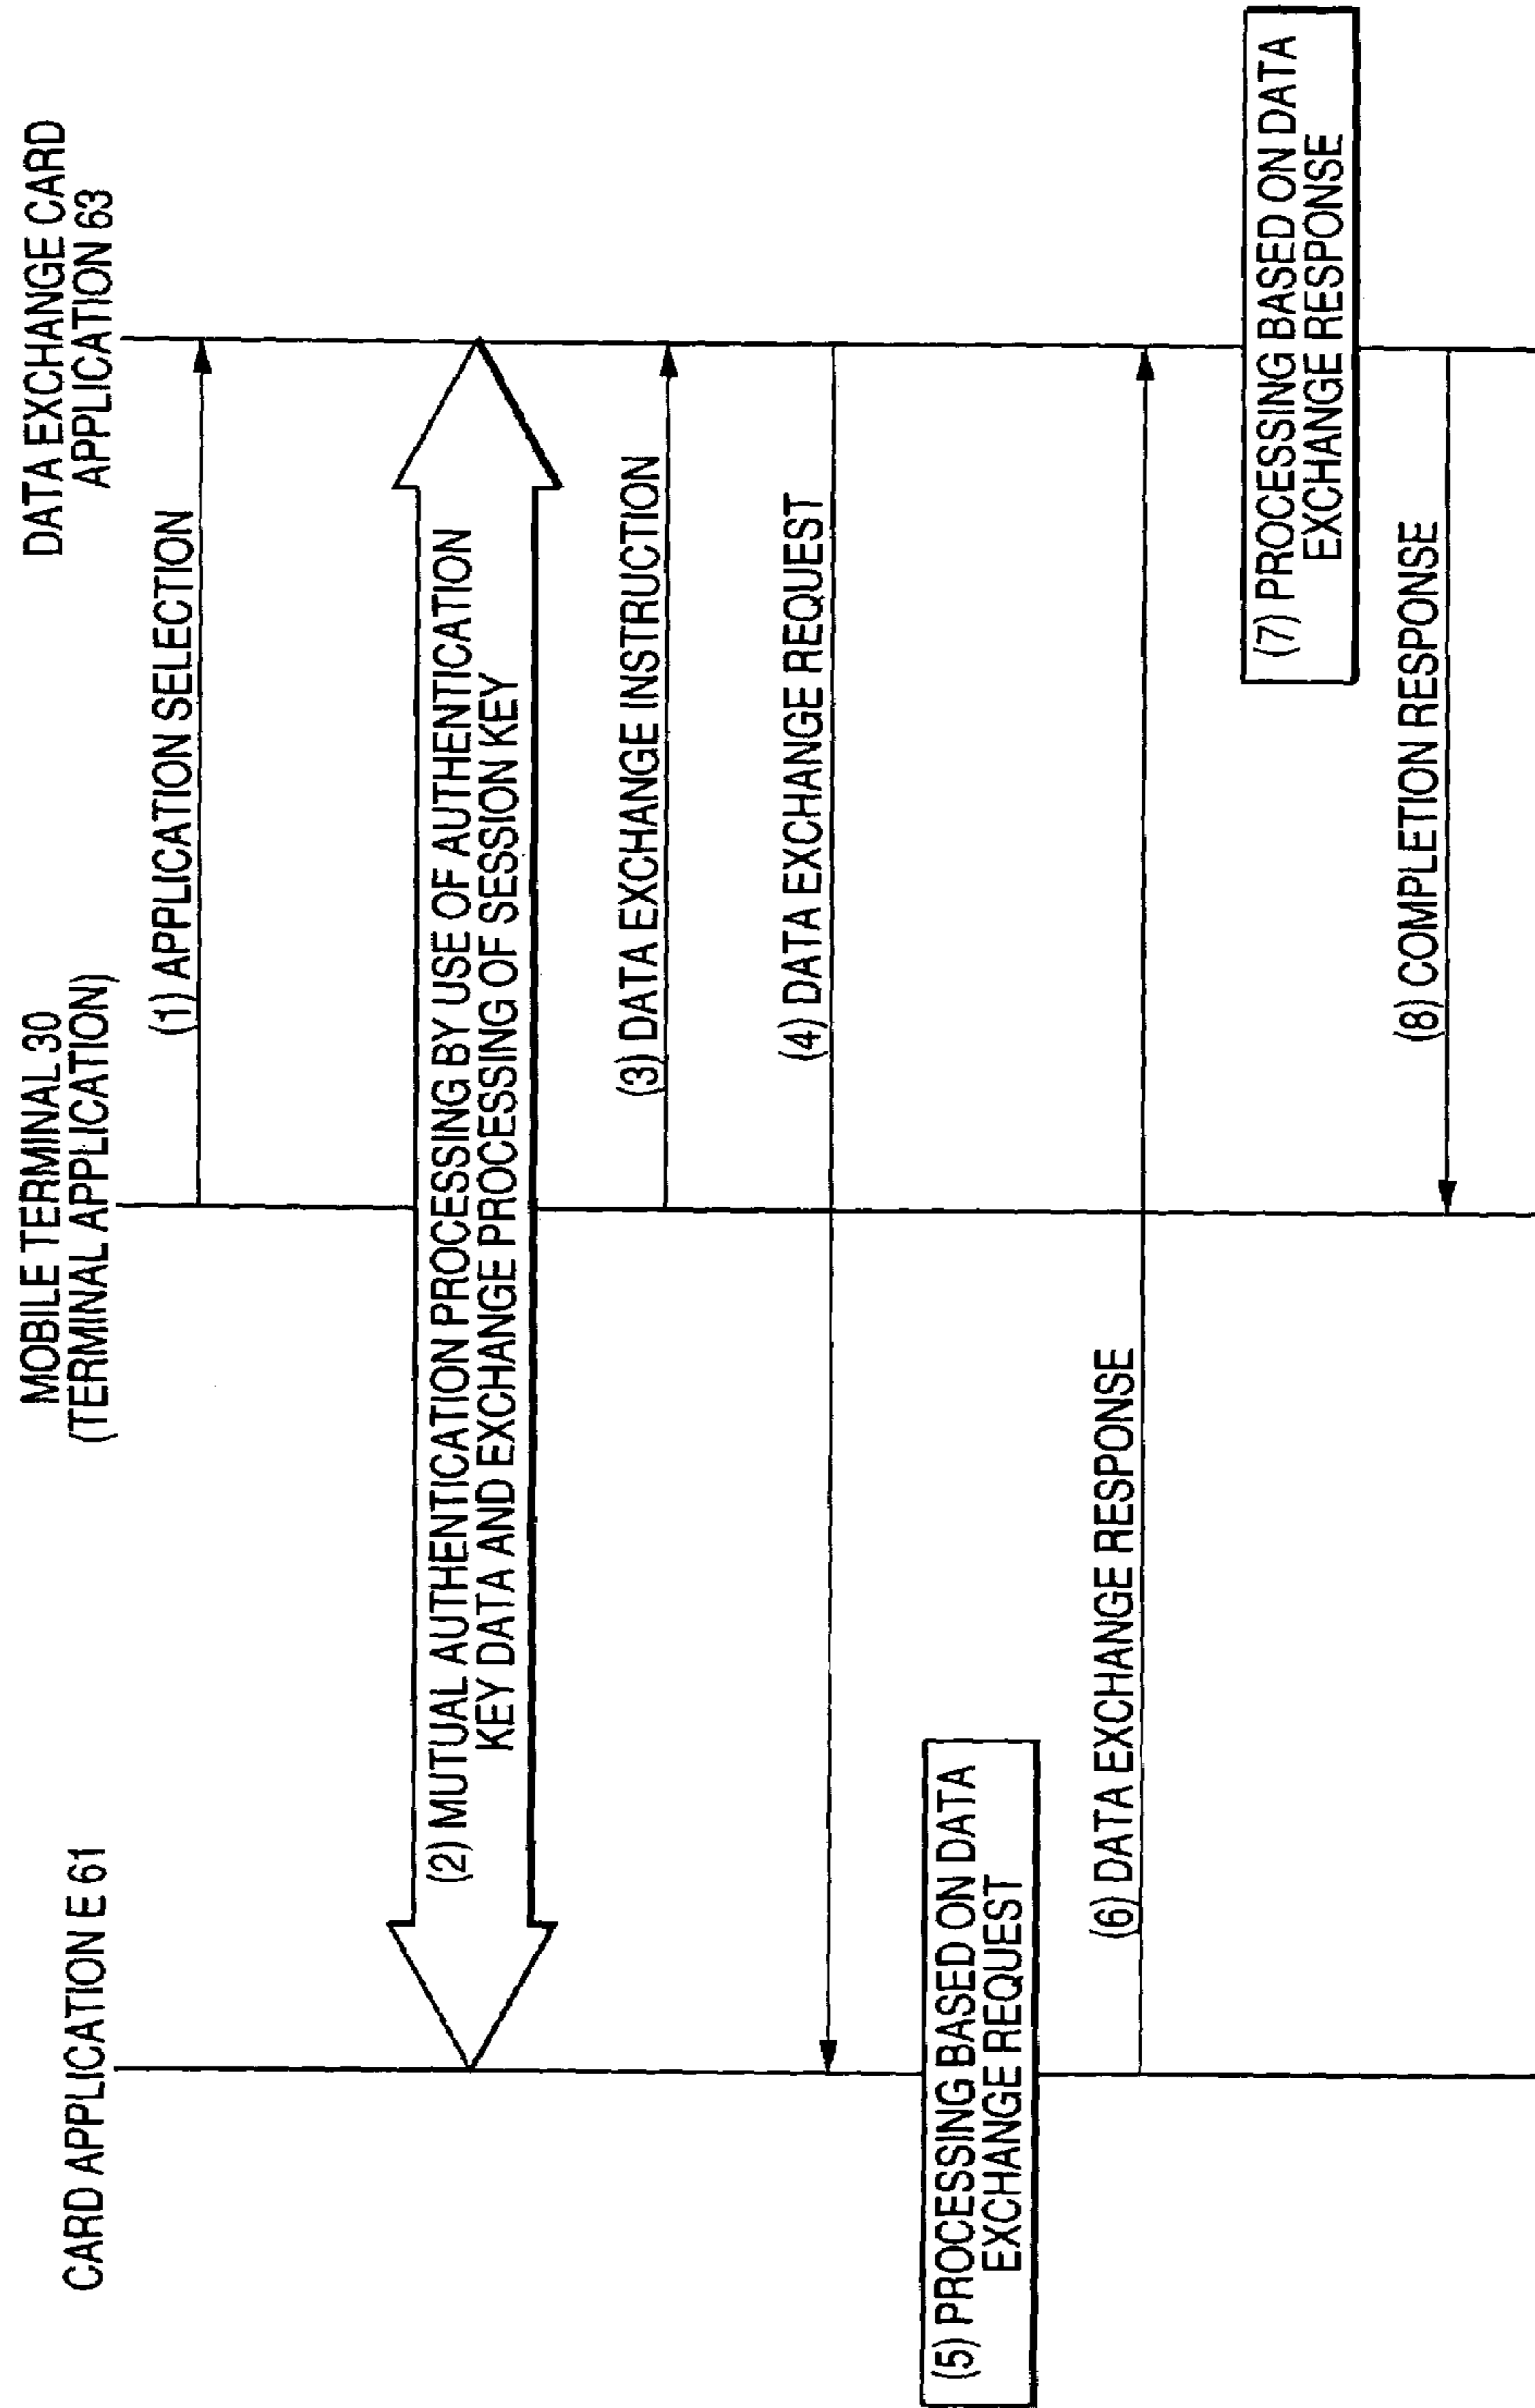 CARD APPLICATION E 61
MOBILE TERMINAL 30
(TERMINAL APPLICATION)
DATA EXCHANGE CARD
APPLICATION 63
(1) APPLICATION SELECTION
(2) MUTUAL AUTHENTICATION PROCESSING BY USE OF AUTHENTICATION
KEY DATA AND EXCHANGE PROCESSING OF SESSION KEY
(3) DATA EXCHANGE INSTRUCTION
(4) DATA EXCHANGE REQUEST
(5) PROCESSING BASED ON DATA
EXCHANGE REQUEST
(6) DATA EXCHANGE RESPONSE
(7) PROCESSING BASED ON DATA
EXCHANGE RESPONSE
(8) COMPLETION RESPONSE